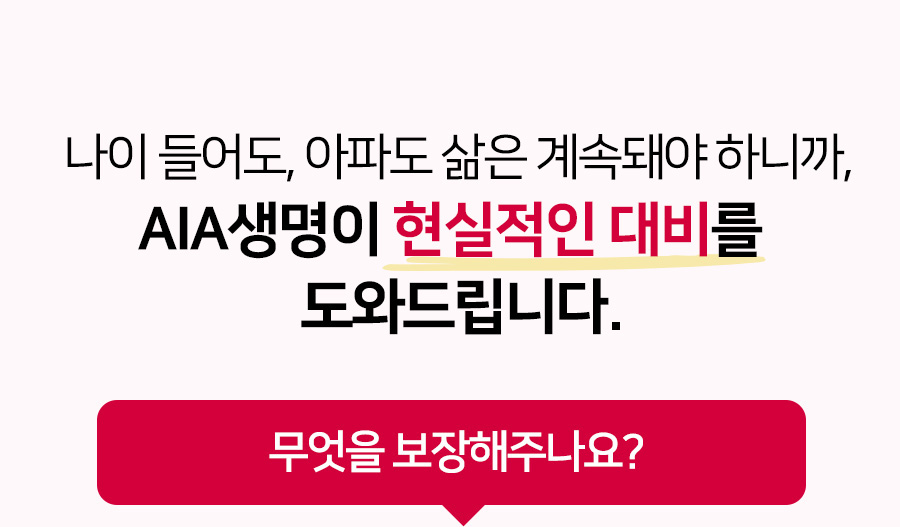 나이 들어도, 아파도 삶은 계속돼야 하니까,
AIA생명이 현실적인 대비를
도와드립니다.
무엇을 보장해주나요?